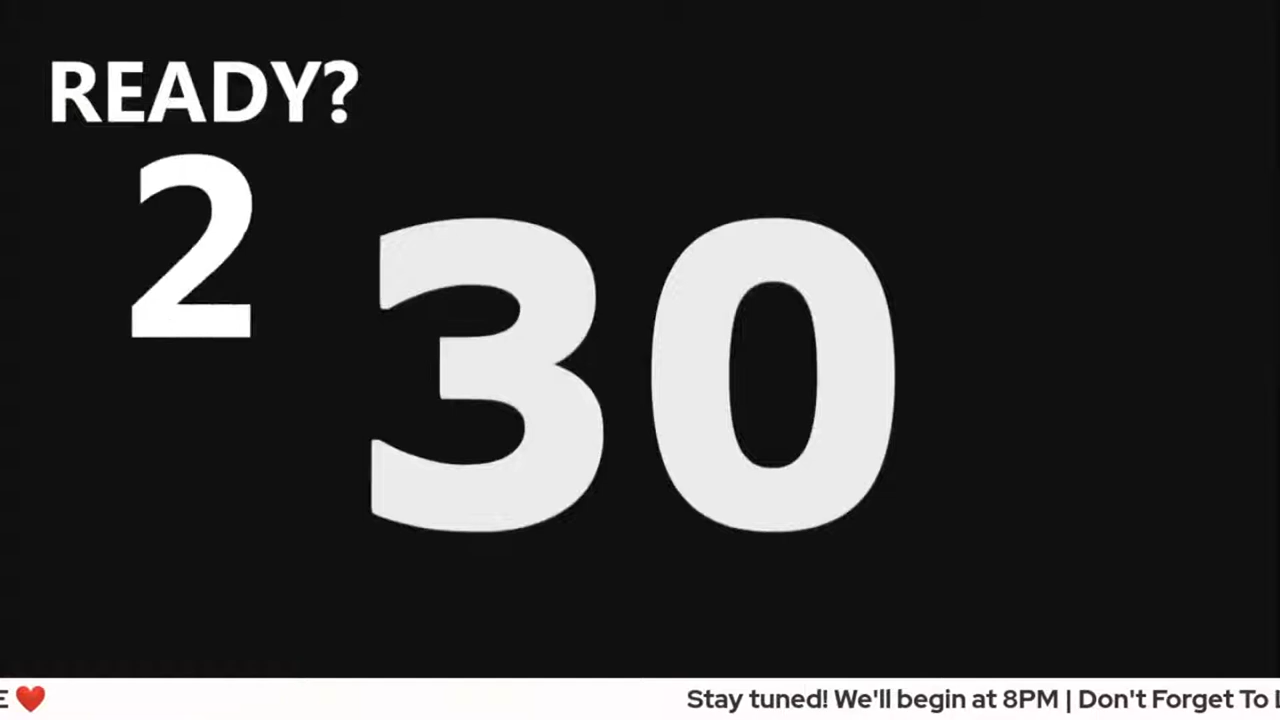 READY?
2
30
E ❤️ Stay tuned! We'll begin at 8PM | Don't Forget To